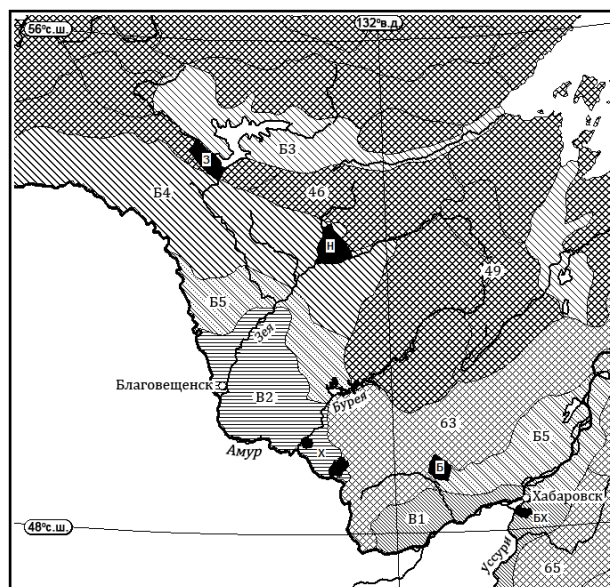 56°с.ш.
132°в.д.
З
Б3
Б4
46
Н
49
Б5
Зея
Благовещенск
В2
Бурея
63
Б5
Амур
Х
Б
Хабаровск
48°с.ш.
В1
БХ
Уссури
65